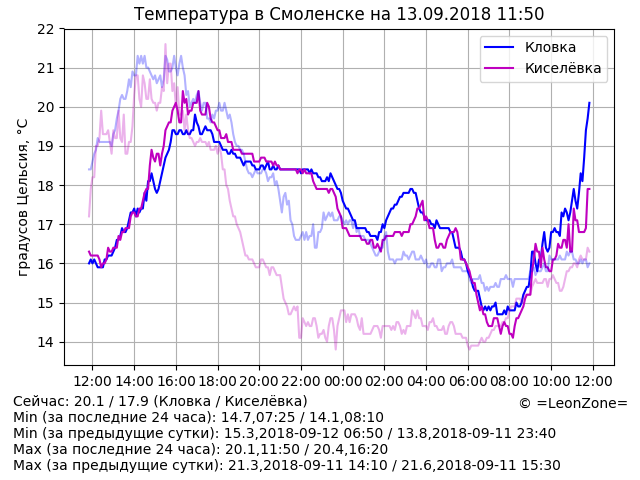 Температура в Смоленске на 13.09.2018 11:50
градусов Цельсия, °C
22
21
20
19
18
17
16
15
14
Кловка
Киселёвка
12:00 14:00 16:00 18:00 20:00 22:00 00:00 02:00 04:00 06:00 08:00 10:00 12:00
Сейчас: 20.1 / 17.9 (Кловка / Киселёвка)
© =LeonZone=
Min (за последние 24 часа): 14.7,07:25 / 14.1,08:10
Min (за предыдущие сутки): 15.3,2018-09-12 06:50 / 13.8,2018-09-11 23:40
Max (за последние 24 часа): 20.1,11:50 / 20.4,16:20
Max (за предыдущие сутки): 21.3,2018-09-11 14:10 / 21.6,2018-09-11 15:30